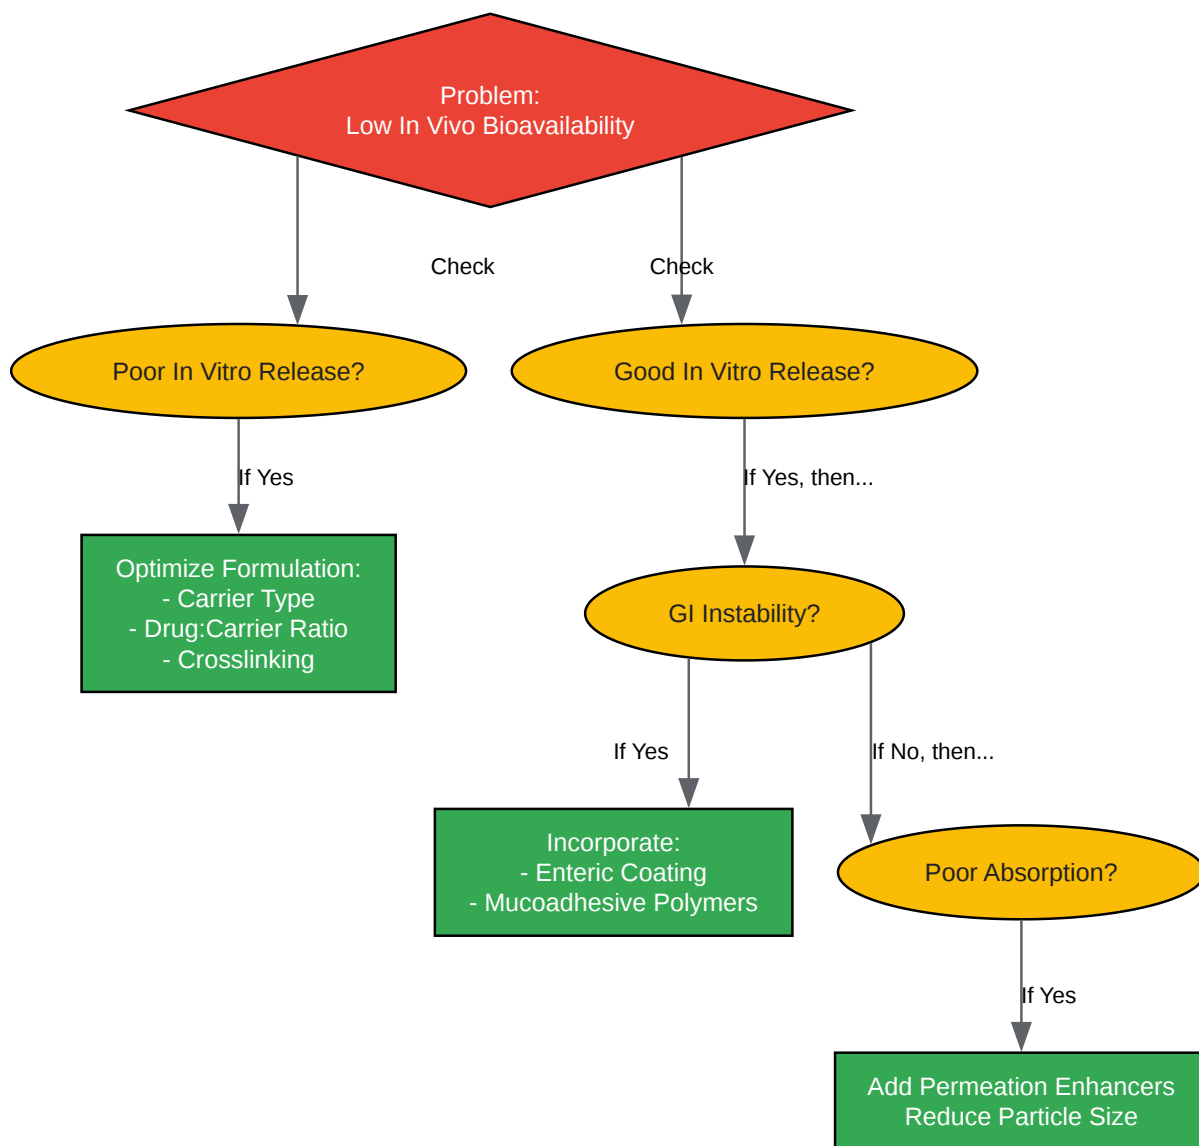 Problem:
Low In Vivo Bioavailability
Check
Check
Poor In Vitro Release?
Good In Vitro Release?
If Yes
If Yes, then...
Optimize Formulation:
- Carrier Type
- Drug:Carrier Ratio
- Crosslinking
GI Instability?
If Yes
If No, then...
Incorporate:
- Enteric Coating
- Mucoadhesive Polymers
Poor Absorption?
If Yes
Add Permeation Enhancers
Reduce Particle Size